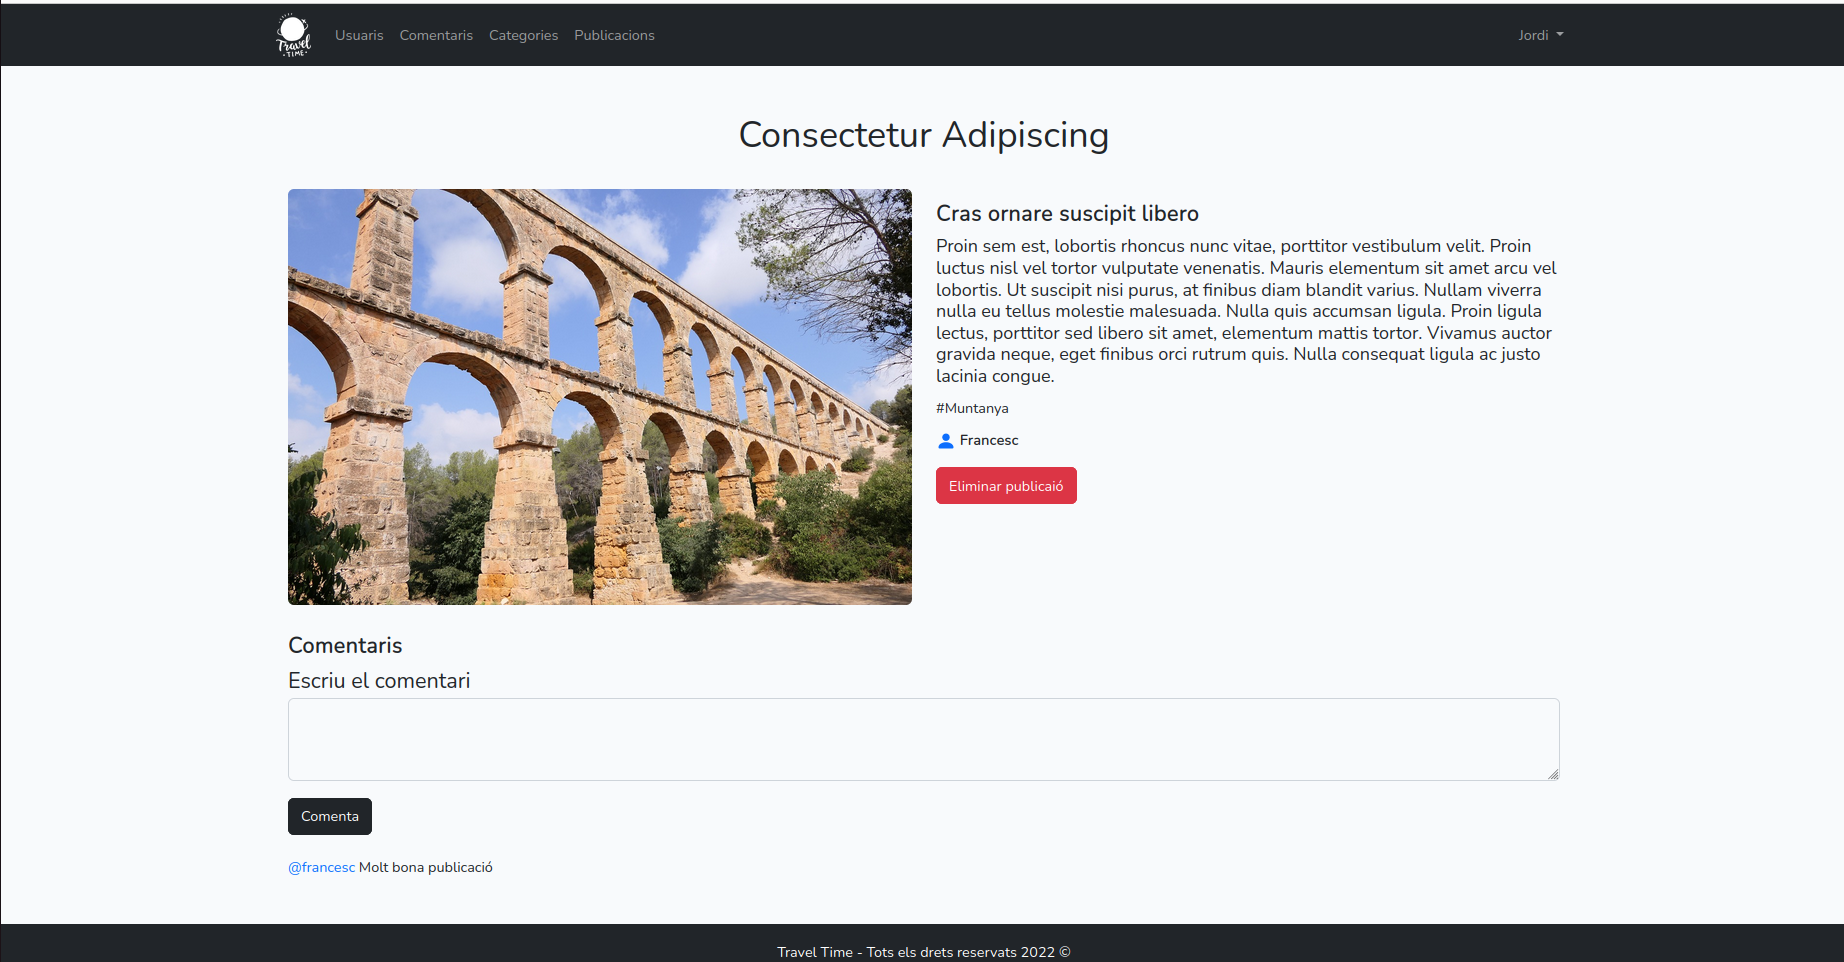 Travel
TIME
Usuaris Comentaris Categories Publicacions Jordi
Consectetur Adipiscing
Cras ornare suscipit libero
Proin sem est, lobortis rhoncus nunc vitae, porttitor vestibulum velit. Proin
luctus nisl vel tortor vulputate venenatis. Mauris elementum sit amet arcu vel
lobortis. Ut suscipit nisi purus, at finibus diam blandit varius. Nullam viverra
nulla eu tellus molestie malesuada. Nulla quis accumsan ligula. Proin ligula
lectus, porttitor sed libero sit amet, elementum mattis tortor. Vivamus auctor
gravida neque, eget finibus orci rutrum quis. Nulla consequat ligula ac justo
lacinia congue.
#Muntanya
Francesc
Eliminar publicaió
Comentaris
Escriu el comentari
Comenta
@francesc Molt bona publicació
Travel Time - Tots els drets reservats 2022 ©